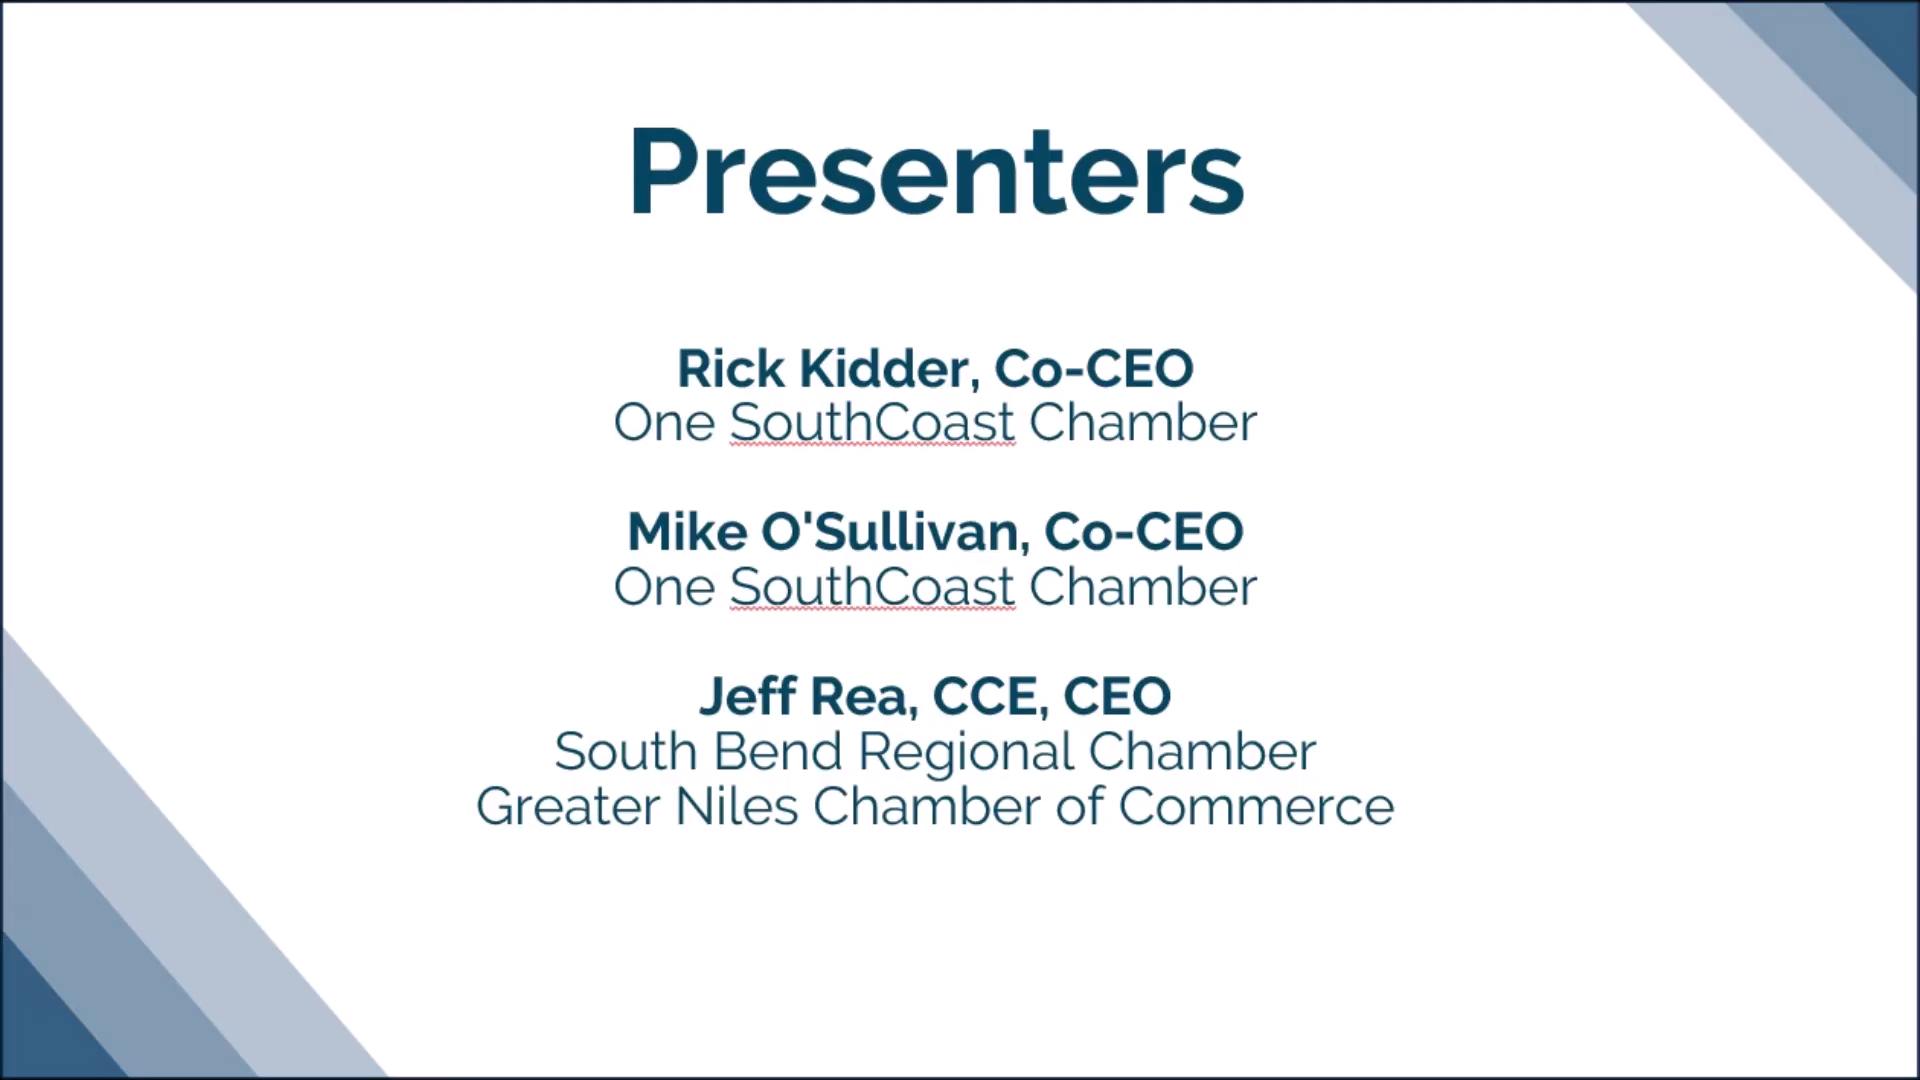 Presenters
Rick Kidder, Co-CEO
One SouthCoast Chamber
Mike O'Sullivan, Co-CEO
One SouthCoast Chamber
Jeff Rea, CCE, CEO
South Bend Regional Chamber
Greater Niles Chamber of Commerce